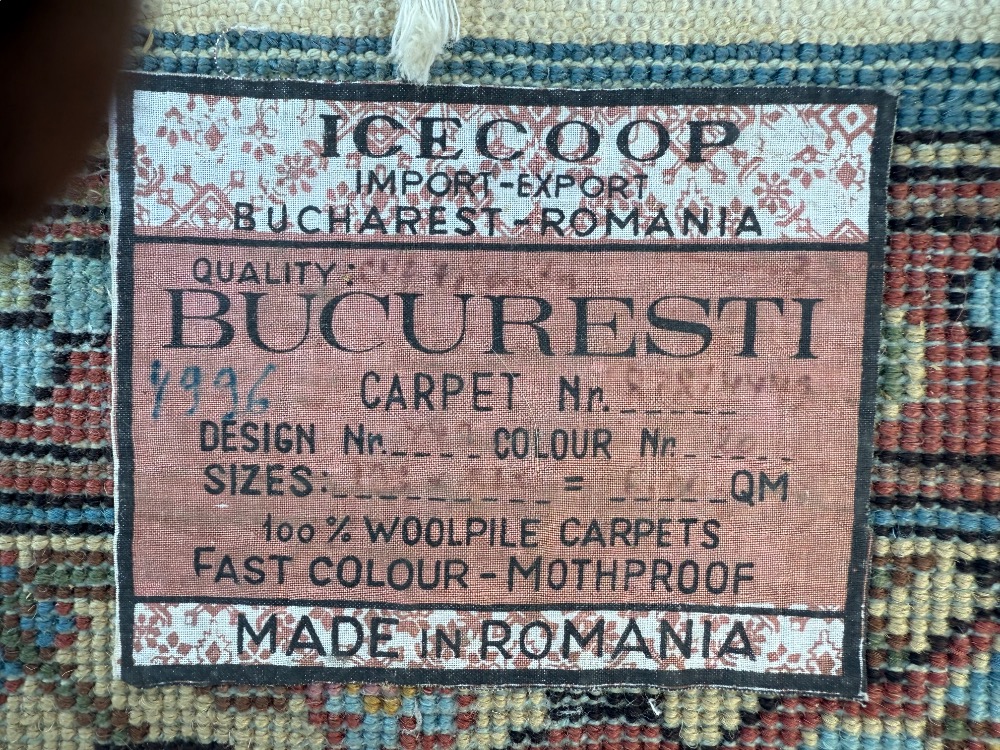 ICECOOP
IMPORT-EXPORT
BUCHAREST-ROMANIA
QUALITY:
BUCURESTI
4996 CARPET Nr.
DESIGN Nr. COLOUR Nr.
SIZES: = QM
100% WOOLPILE CARPETS
FAST COLOUR - MOTHPROOF
MADE IN ROMANIA